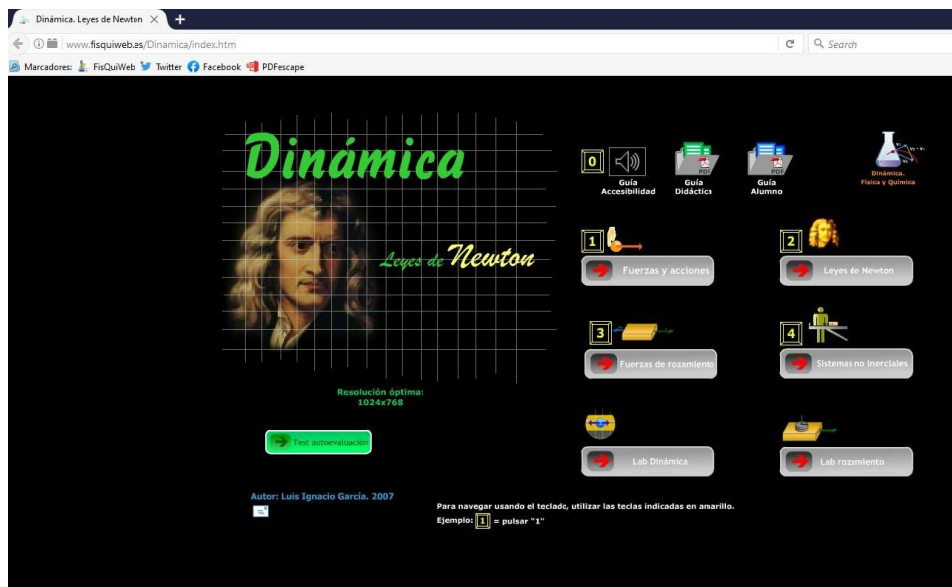 Dinámica. Leyes de Newton
www.fisquiweb.es/Dinamica/index.htm
Search
Marcadores: FisQuiWeb Twitter Facebook PDFescape
Dinámica
Leyes de Newton
0
Guía
Accesibilidad
PDF
Guía
Didáctica
PDF
Guía
Alumno
Dinámica.
Física y Química
1
Fuerzas y acciones
2
Leyes de Newton
3
Fuerzas de rozamiento
4
Sistemas no inerciales
Resolución óptima:
1024x768
Test autoevaluación
Lab Dinámica
Lab rozamiento
Autor: Luis Ignacio García. 2007
Para navegar usando el teclado, utilizar las teclas indicadas en amarillo.
Ejemplo: 1 = pulsar "1"